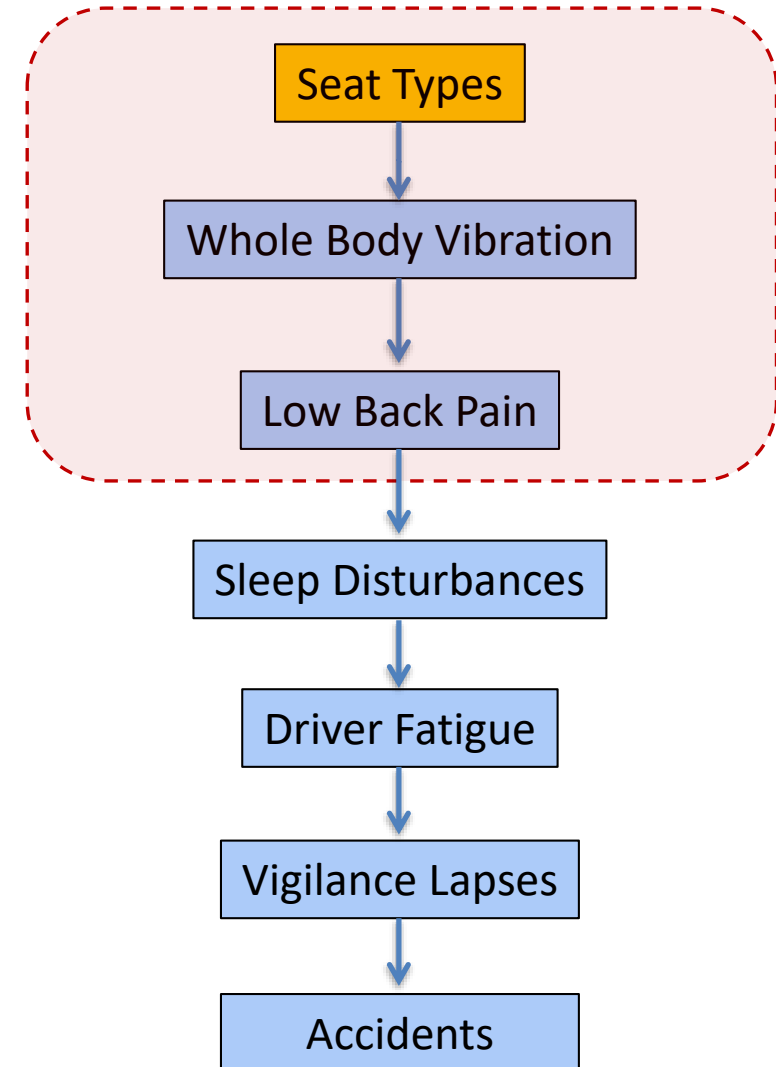 Seat Types
Whole Body Vibration
Low Back Pain
Sleep Disturbances
Driver Fatigue
Vigilance Lapses
Accidents